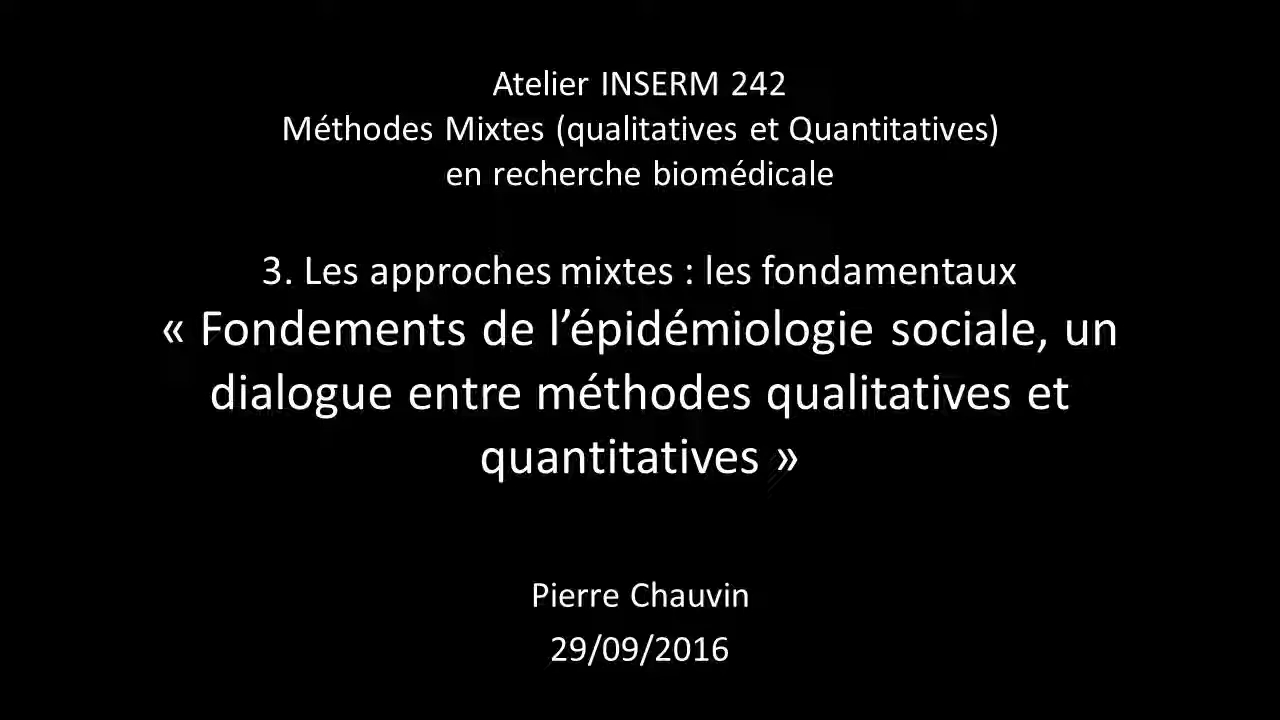 Atelier INSERM 242
Méthodes Mixtes (qualitatives et Quantitatives)
en recherche biomédicale
3. Les approches mixtes : les fondamentaux
« Fondements de l’épidémiologie sociale, un
dialogue entre méthodes qualitatives et
quantitatives »
Pierre Chauvin
29/09/2016